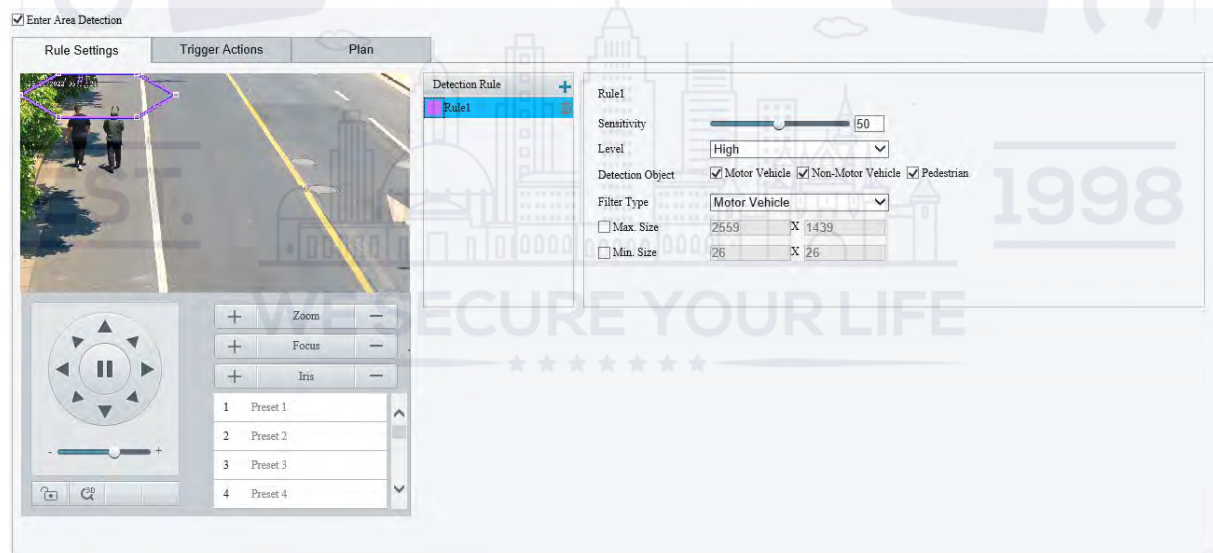 Enter Area Detection
Rule Settings
Trigger Actions
Plan
Detection Rule
Rule1
Rule1
Sensitivity
50
Level
High
Detection Object
Motor Vehicle
Non-Motor Vehicle
Pedestrian
Filter Type
Motor Vehicle
Max. Size
2559 X 1439
Min. Size
26 X 26
EST.
1998
WE SECURE YOUR LIFE
+ Zoom −
+ Focus −
+ Iris −
- +
1 Preset 1
2 Preset 2
3 Preset 3
4 Preset 4
3D